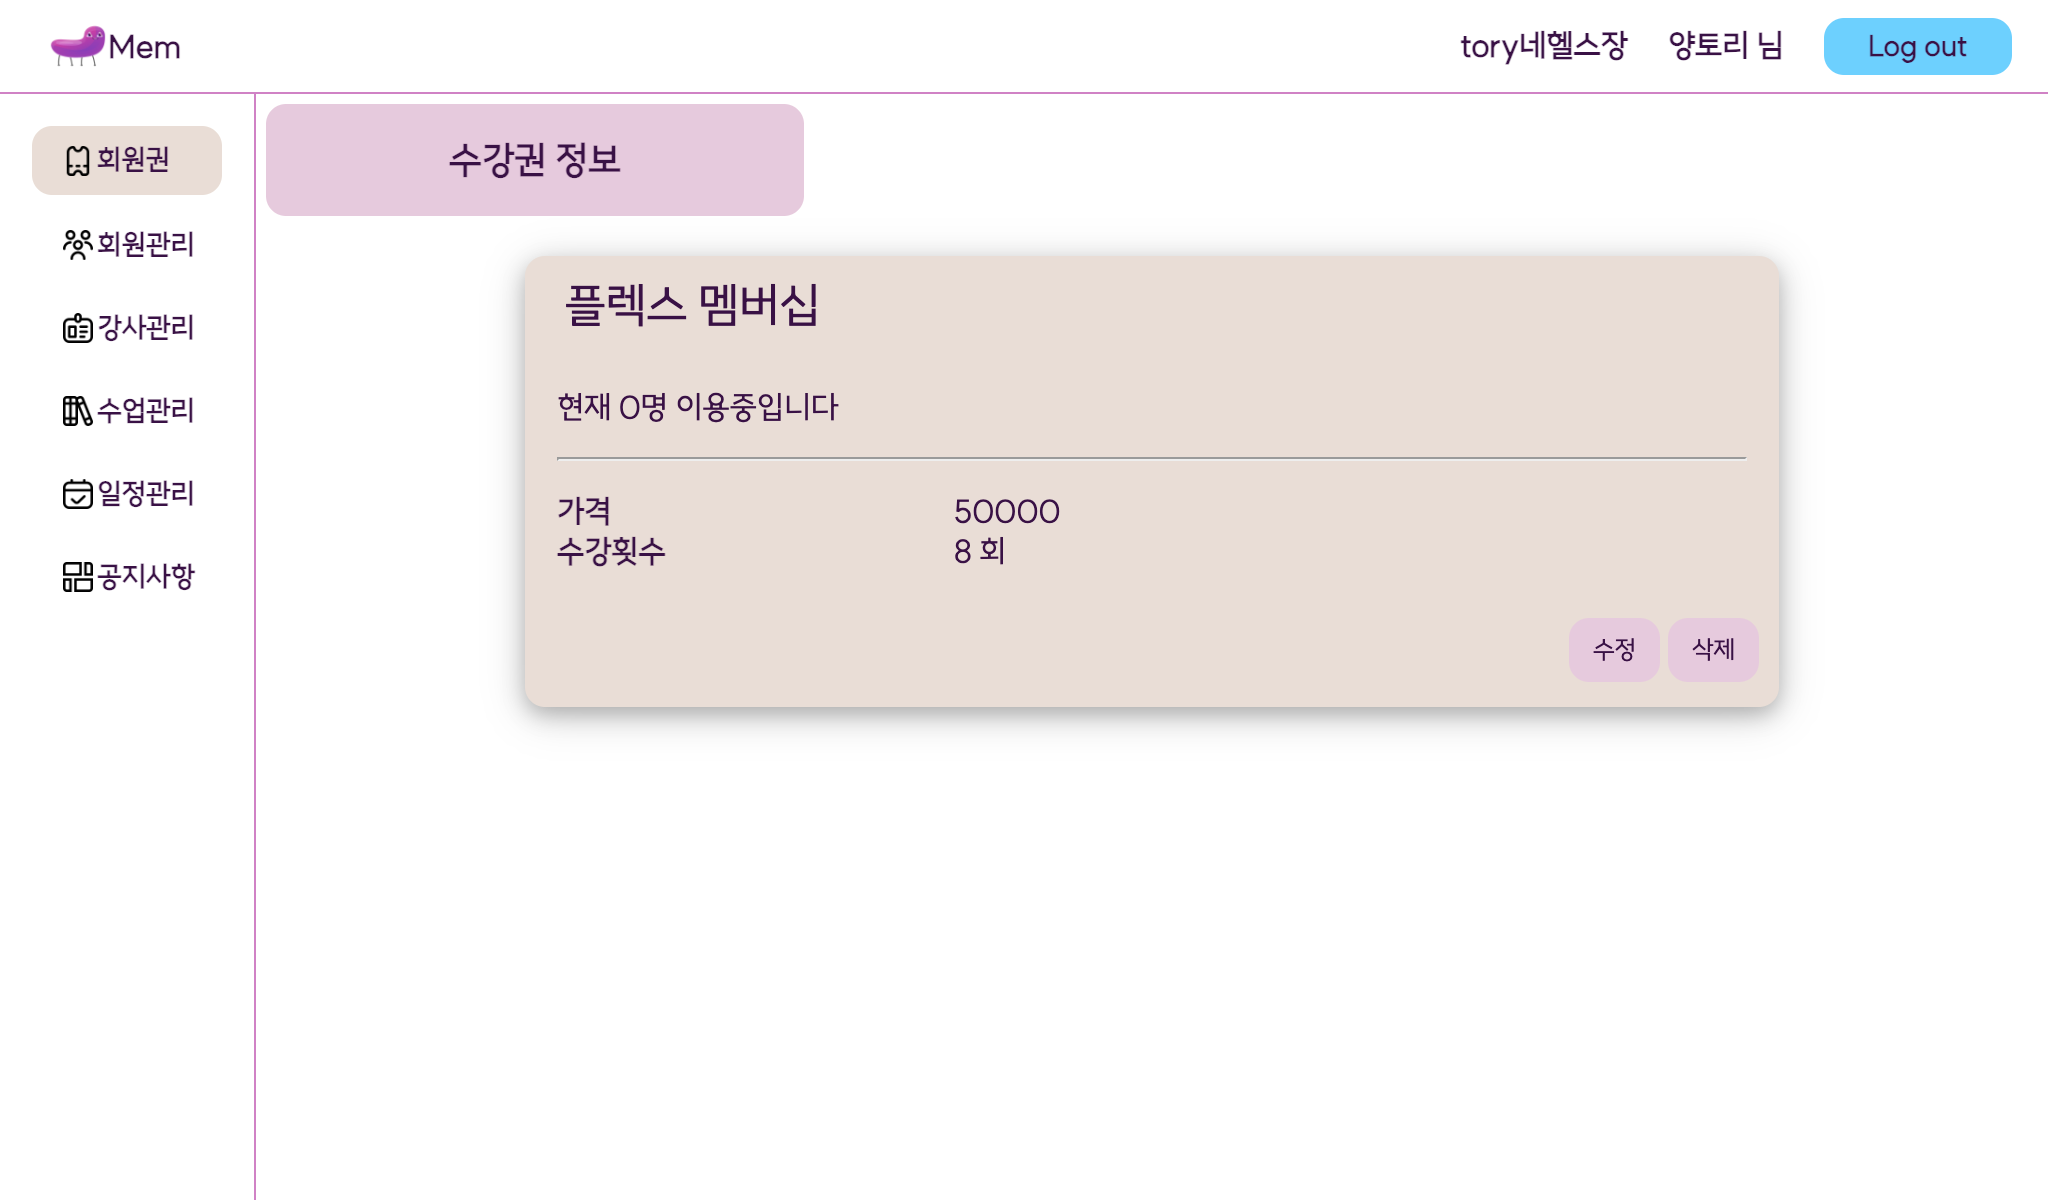 Mem
tory네헬스장 양토리 님 Log out
회원권
회원관리
강사관리
수업관리
일정관리
공지사항
수강권 정보
플렉스 멤버십
현재 0명 이용중입니다
가격 50000
수강횟수 8 회
수정 삭제